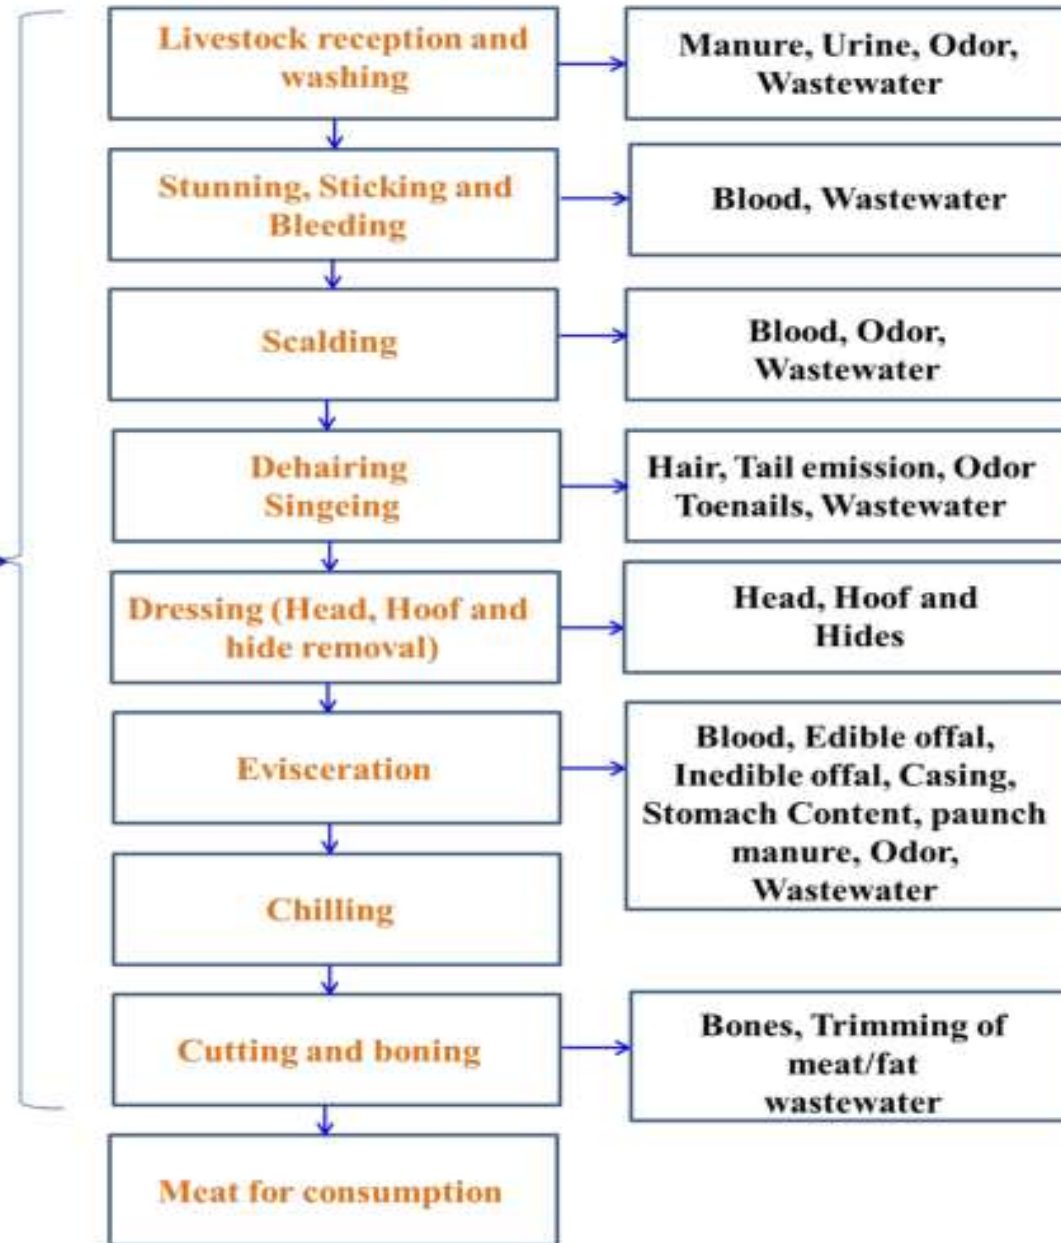 Livestock reception and
washing
Manure, Urine, Odor,
Wastewater
Stunning, Sticking and
Bleeding
Blood, Wastewater
Scalding
Blood, Odor,
Wastewater
Dehairing
Singeing
Hair, Tail emission, Odor
Toenails, Wastewater
Dressing (Head, Hoof and
hide removal)
Head, Hoof and
Hides
Evisceration
Blood, Edible offal,
Inedible offal, Casing,
Stomach Content, paunch
manure, Odor,
Wastewater
Chilling
Cutting and boning
Bones, Trimming of
meat/fat
wastewater
Meat for consumption